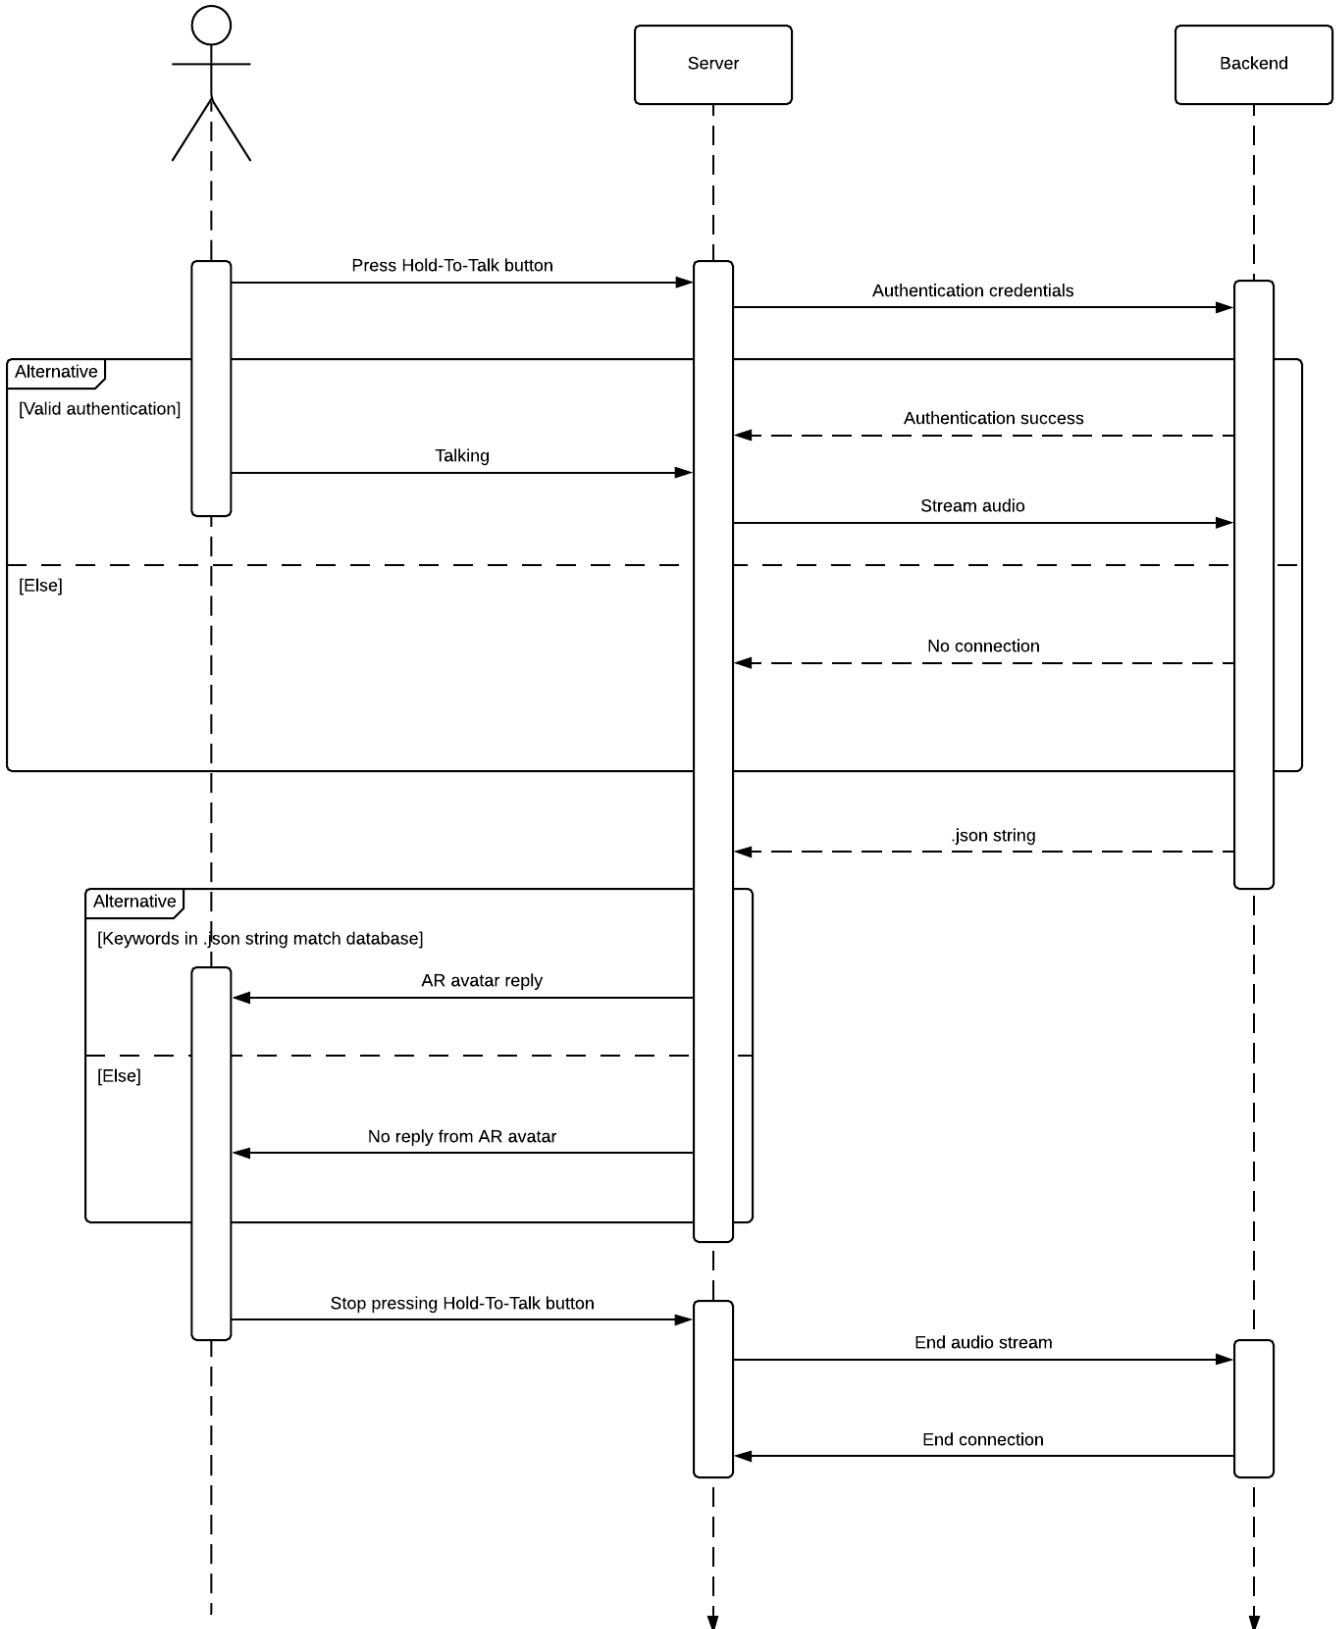 Server
Backend
Press Hold-To-Talk button
Authentication credentials
Alternative
[Valid authentication]
Authentication success
Talking
Stream audio
[Else]
No connection
.json string
Alternative
[Keywords in .json string match database]
AR avatar reply
[Else]
No reply from AR avatar
Stop pressing Hold-To-Talk button
End audio stream
End connection